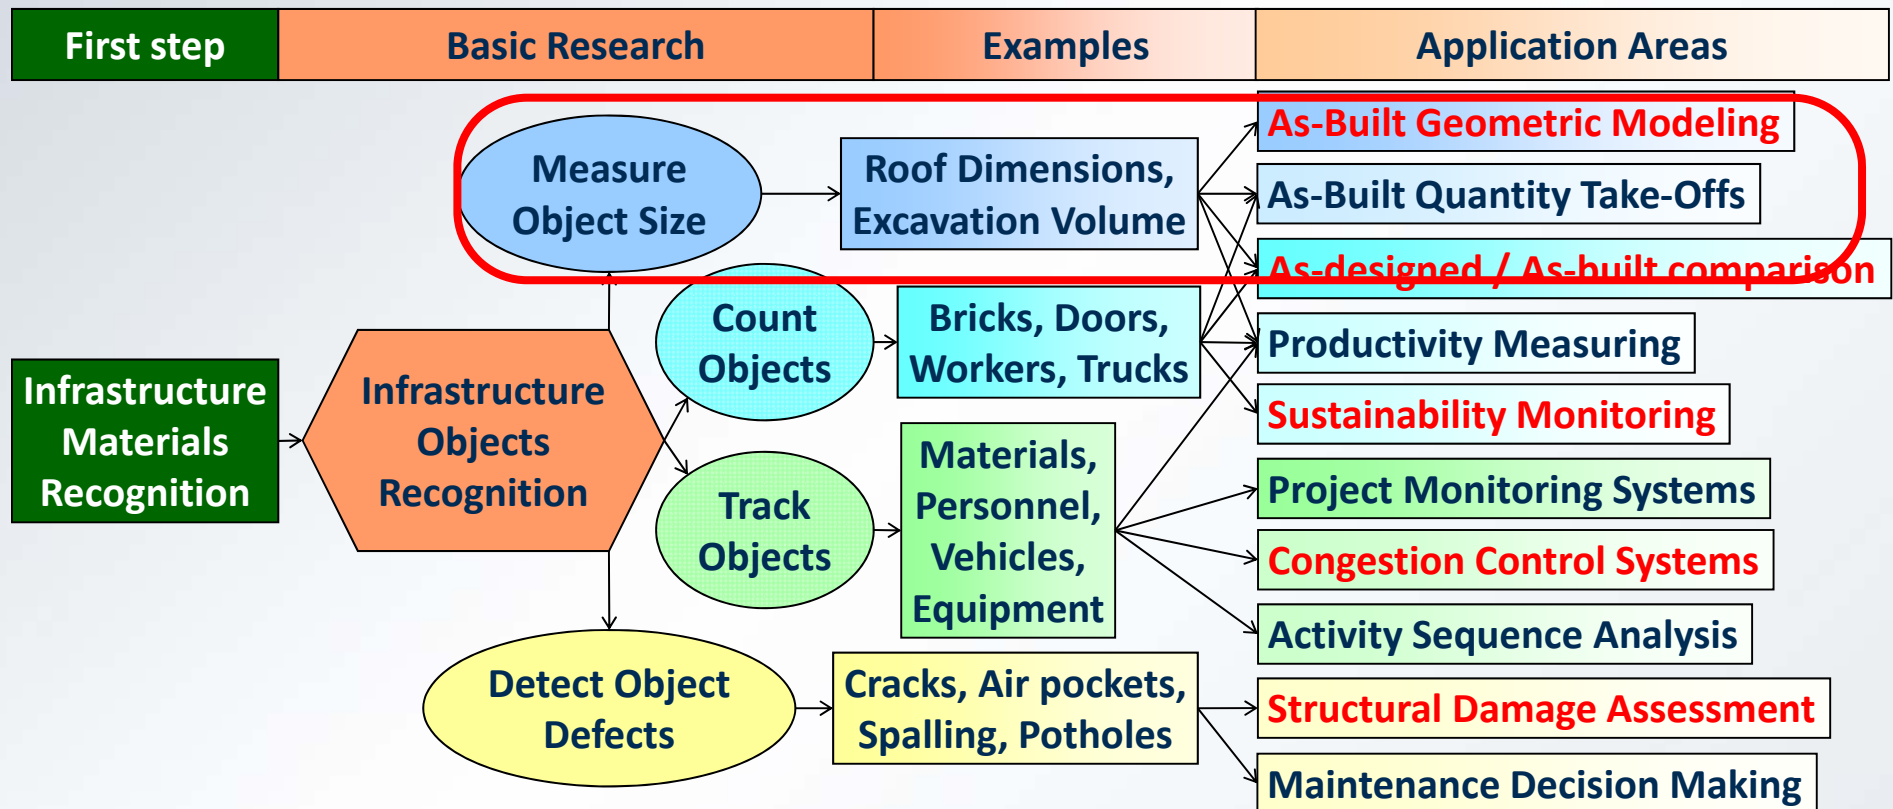 First step
Basic Research
Examples
Application Areas
Infrastructure
Materials
Recognition
Infrastructure
Objects
Recognition
Measure
Object Size
Roof Dimensions,
Excavation Volume
Count
Objects
Bricks, Doors,
Workers, Trucks
Track
Objects
Materials,
Personnel,
Vehicles,
Equipment
Detect Object
Defects
Cracks, Air pockets,
Spalling, Potholes
As-Built Geometric Modeling
As-Built Quantity Take-Offs
As-designed / As-built comparison
Productivity Measuring
Sustainability Monitoring
Project Monitoring Systems
Congestion Control Systems
Activity Sequence Analysis
Structural Damage Assessment
Maintenance Decision Making